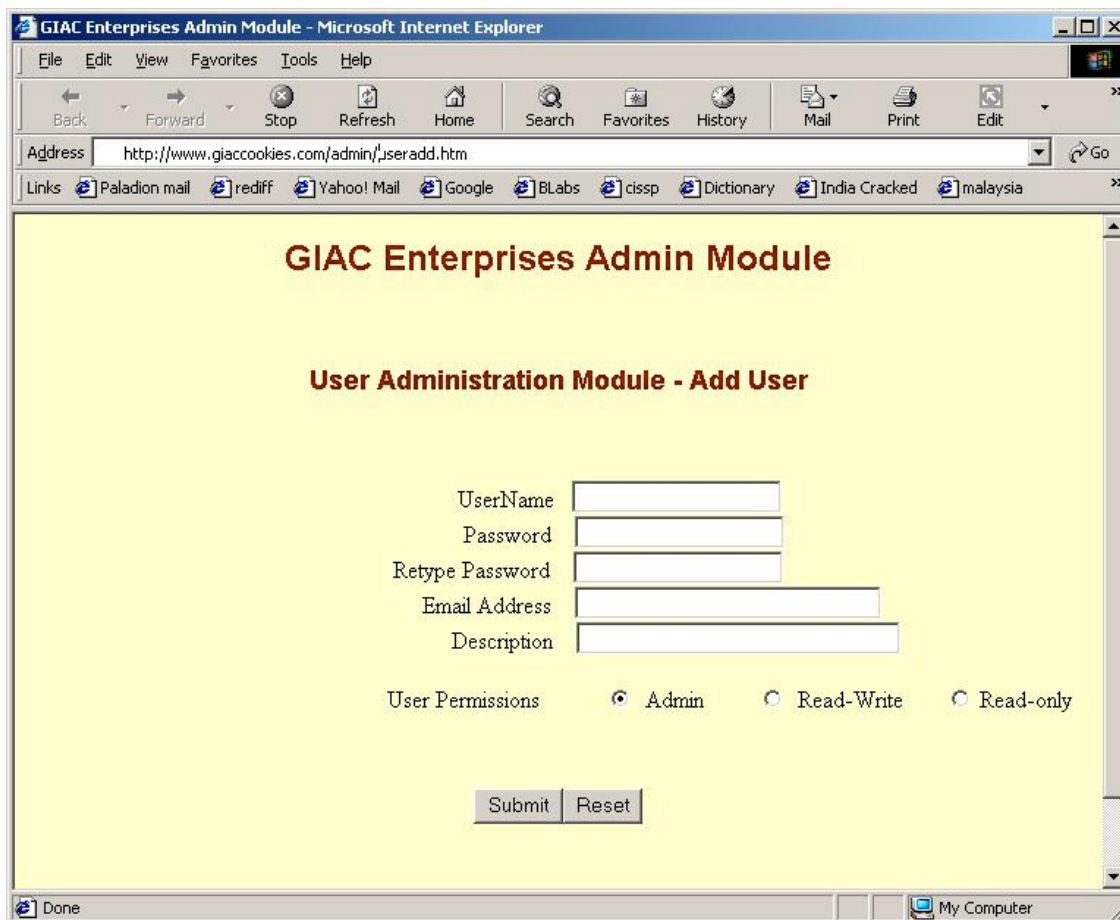 GIAC Enterprises Admin Module - Microsoft Internet Explorer
File Edit View Favorites Tools Help
Back Forward Stop Refresh Home Search Favorites History Mail Print Edit »
Address http://www.giaccookies.com/admin/useradd.htm Go
Links Paladion mail rediff Yahoo! Mail Google BLabs cissp Dictionary India Cracked malaysia »
GIAC Enterprises Admin Module
User Administration Module - Add User
UserName
Password
Retype Password
Email Address
Description
User Permissions Admin Read-Write Read-only
Submit Reset
Done My Computer